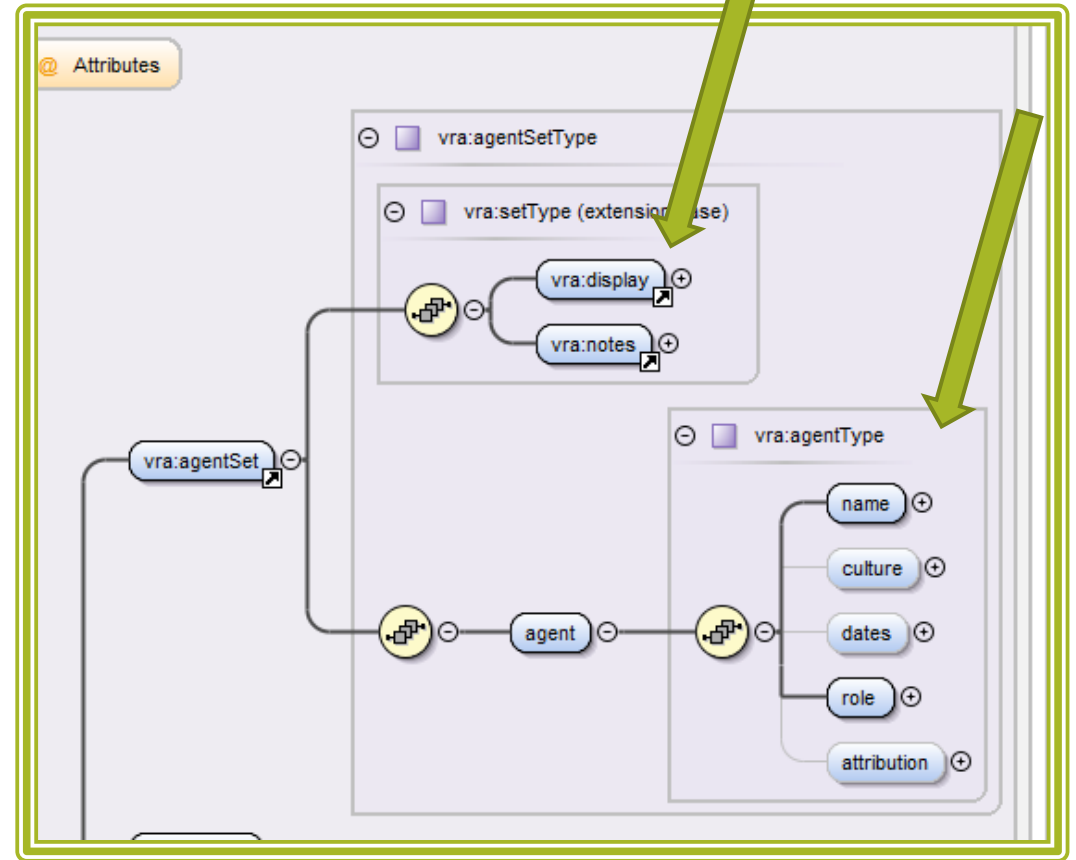 @ Attributes
vra:agentSetType
vra:setType (extension ase)
vra:display
vra:notes
vra:agentSet
vra:agentType
name
culture
dates
agent
role
attribution